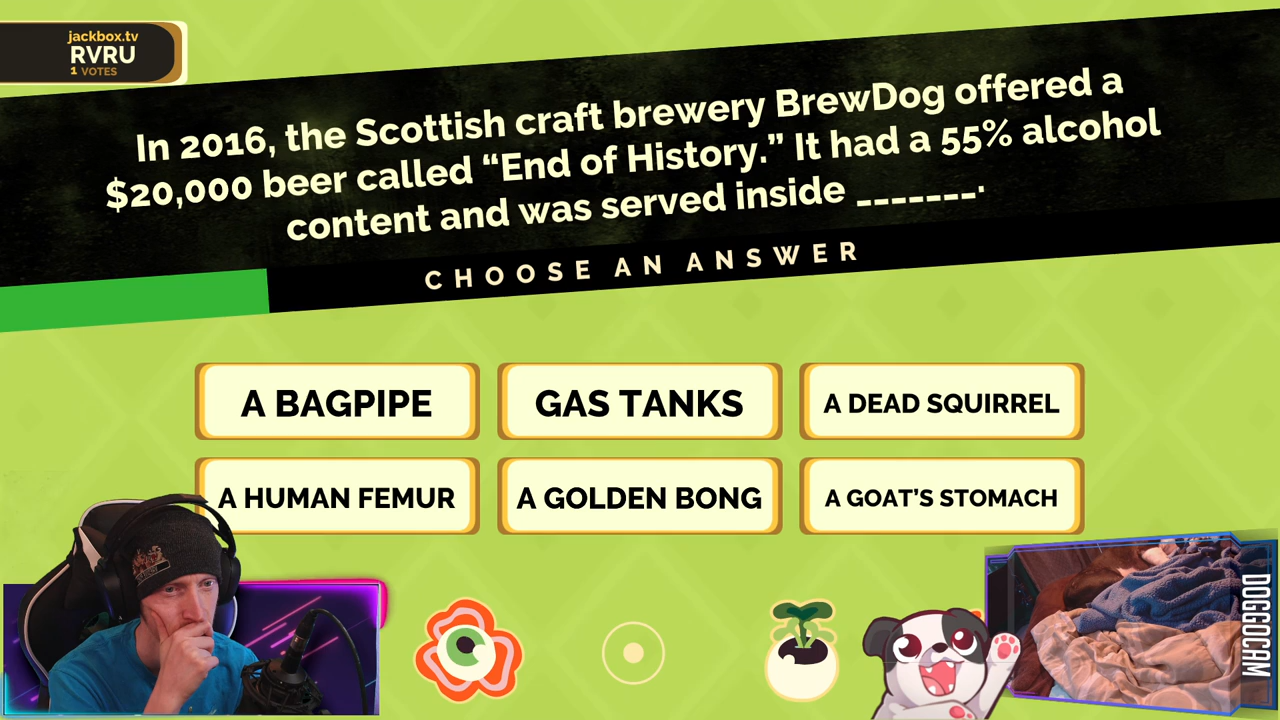 jackbox.tv
RVRU
1 VOTES
In 2016, the Scottish craft brewery BrewDog offered a
$20,000 beer called “End of History.” It had a 55% alcohol
content and was served inside _______.
CHOOSE AN ANSWER
A BAGPIPE
GAS TANKS
A DEAD SQUIRREL
A HUMAN FEMUR
A GOLDEN BONG
A GOAT’S STOMACH
DOGGOCAM